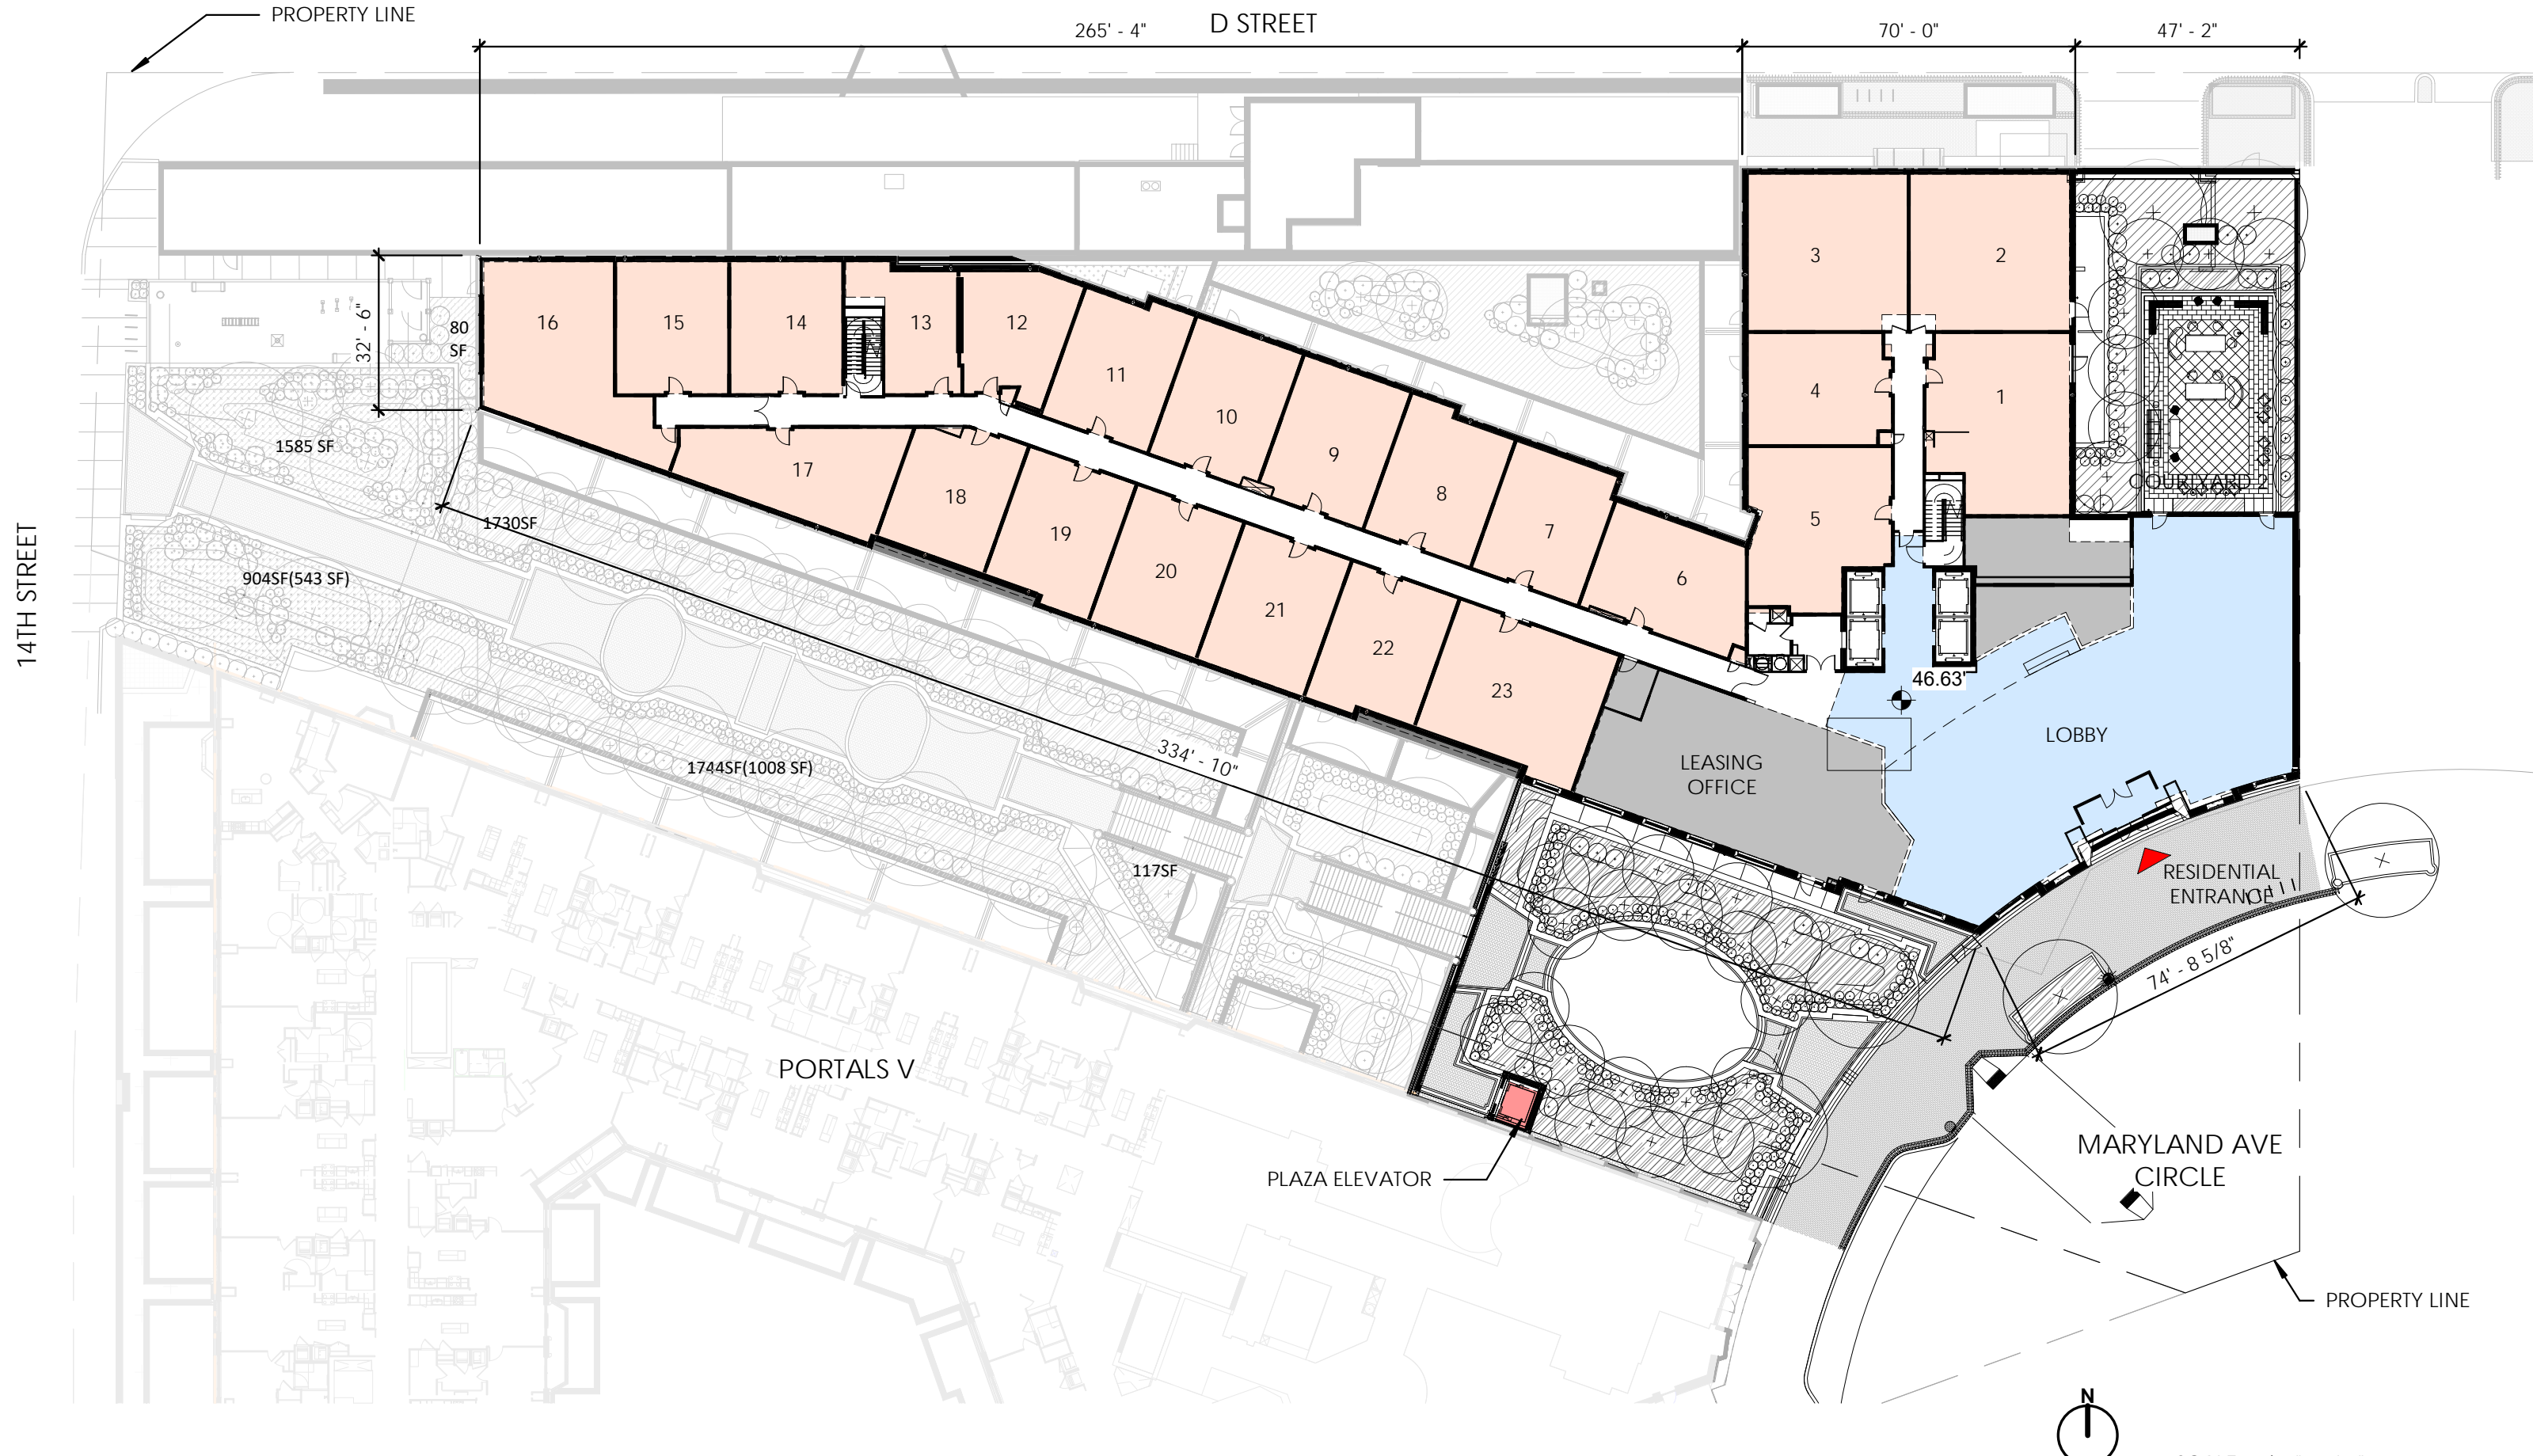 PROPERTY LINE
D STREET
265' - 4"
70' - 0"
47' - 2"
14TH STREET
32' - 6"
80
SF
3
2
4
1
5
16
15
14
13
12
11
10
9
8
7
6
17
18
19
20
21
22
23
1585 SF
1730SF
904SF(543 SF)
1744SF(1008 SF)
117SF
334' - 10"
COURTYARD 2
46.63'
LOBBY
LEASING
OFFICE
RESIDENTIAL
ENTRANCE
74' - 8 5/8"
PORTALS V
PLAZA ELEVATOR
MARYLAND AVE
CIRCLE
PROPERTY LINE
N